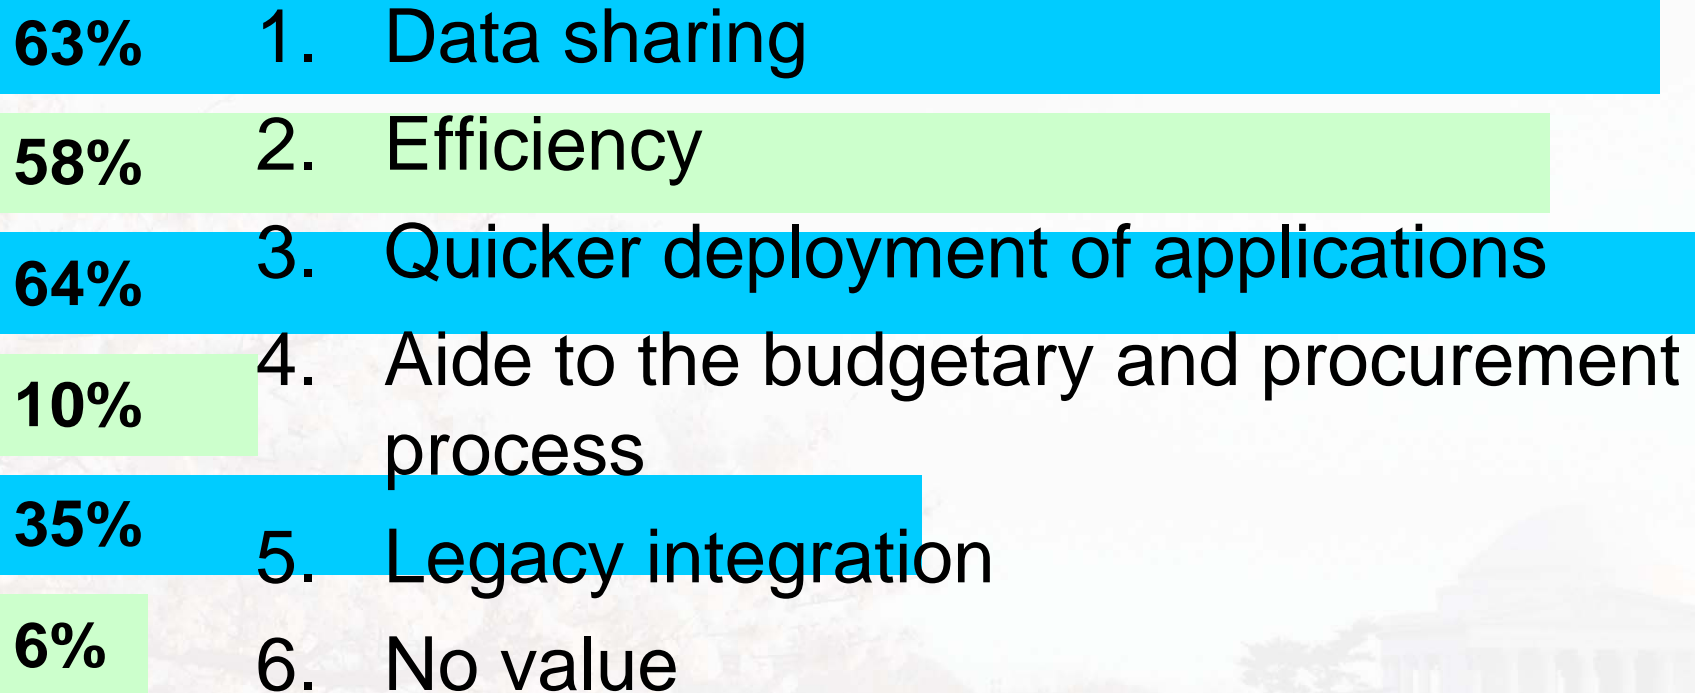 63% 1. Data sharing
58% 2. Efficiency
64% 3. Quicker deployment of applications
10% 4. Aide to the budgetary and procurement
process
35% 5. Legacy integration
6% 6. No value